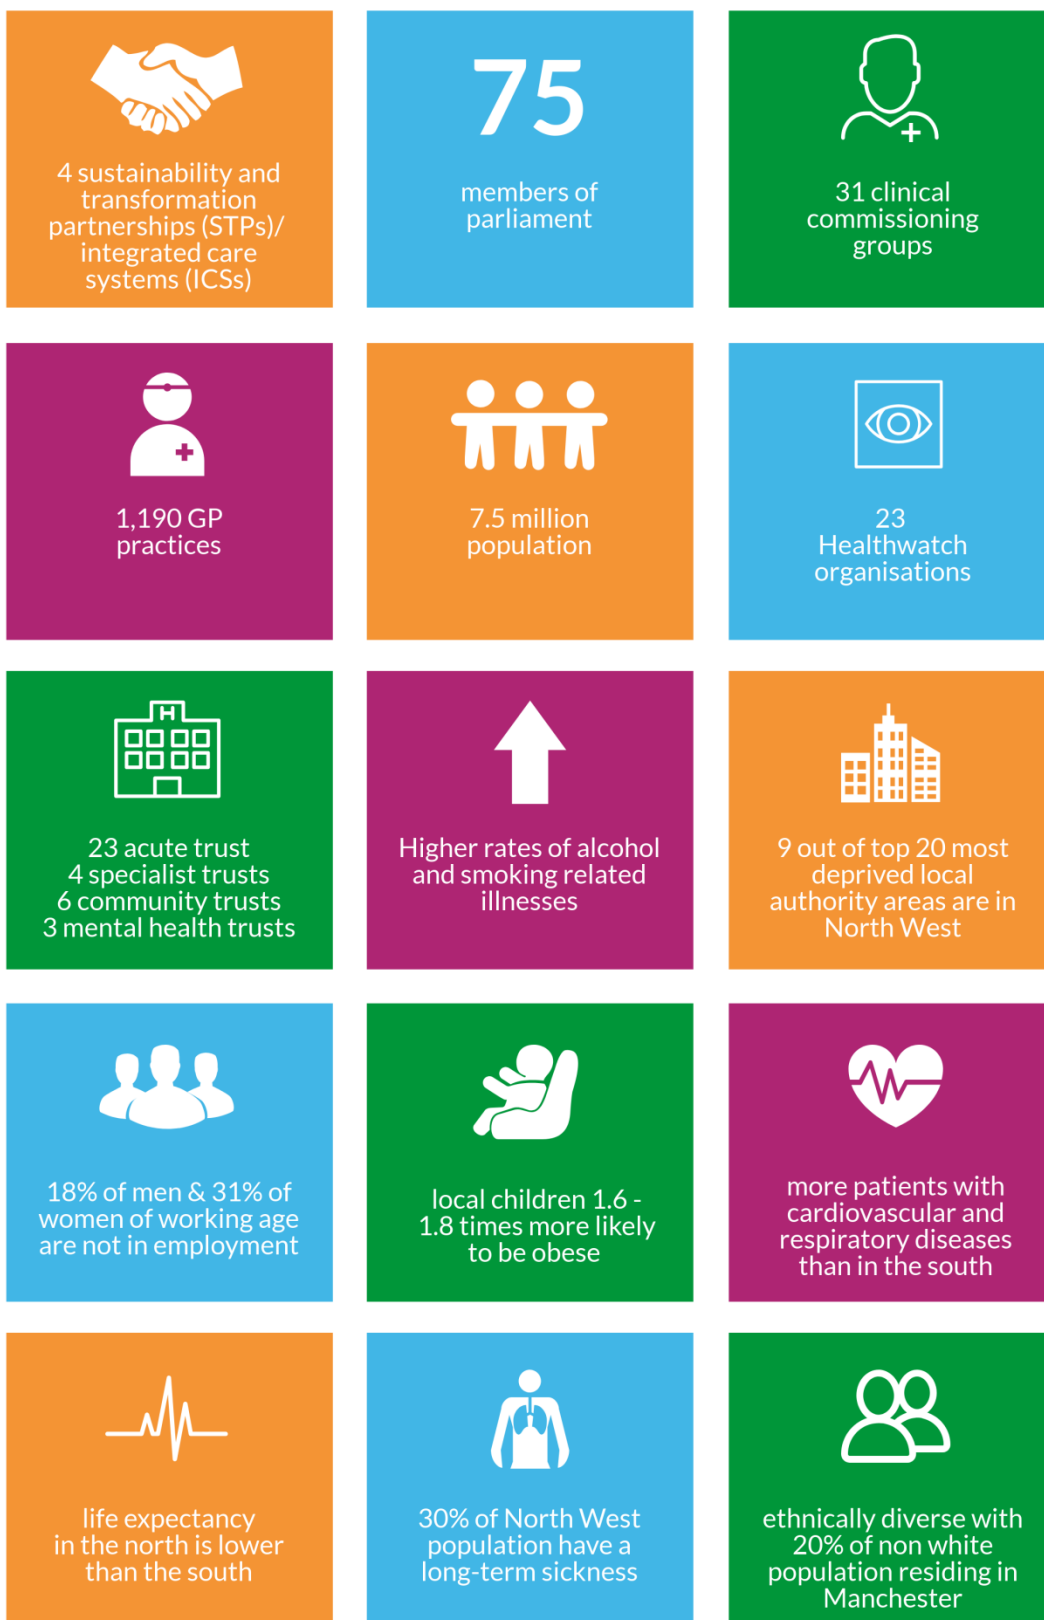 4 sustainability and
transformation
partnerships (STPs)/
integrated care
systems (ICSs)
75
members of
parliament
31 clinical
commissioning
groups
1,190 GP
practices
7.5 million
population
23
Healthwatch
organisations
H
23 acute trust
4 specialist trusts
6 community trusts
3 mental health trusts
Higher rates of alcohol
and smoking related
illnesses
9 out of top 20 most
deprived local
authority areas are in
North West
18% of men & 31% of
women of working age
are not in employment
local children 1.6 -
1.8 times more likely
to be obese
more patients with
cardiovascular and
respiratory diseases
than in the south
life expectancy
in the north is lower
than the south
30% of North West
population have a
long-term sickness
ethnically diverse with
20% of non white
population residing in
Manchester